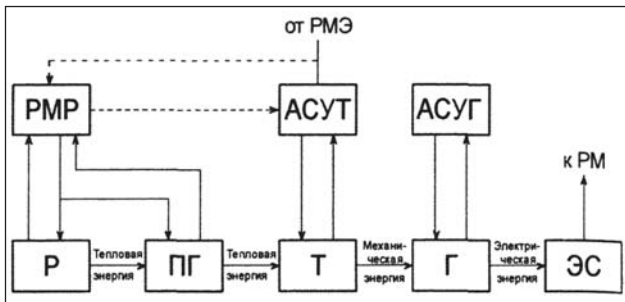 от РМЭ
РМР
АСУТ
АСУГ
к РМ
Р
Тепловая
энергия
ПГ
Тепловая
энергия
Т
Механи-
ческая
энергия
Г
Электри-
ческая
энергия
ЭС